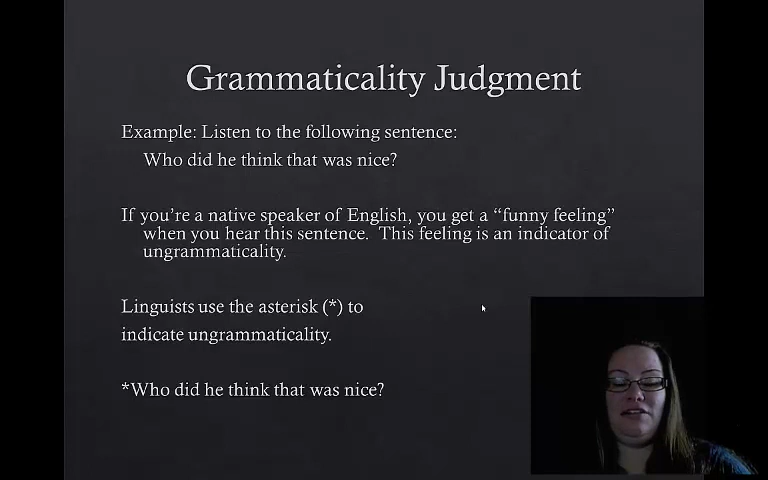 Grammaticality Judgment
Example: Listen to the following sentence:
Who did he think that was nice?
If you’re a native speaker of English, you get a “funny feeling”
when you hear this sentence. This feeling is an indicator of
ungrammaticality.
Linguists use the asterisk (*) to
indicate ungrammaticality.
*Who did he think that was nice?